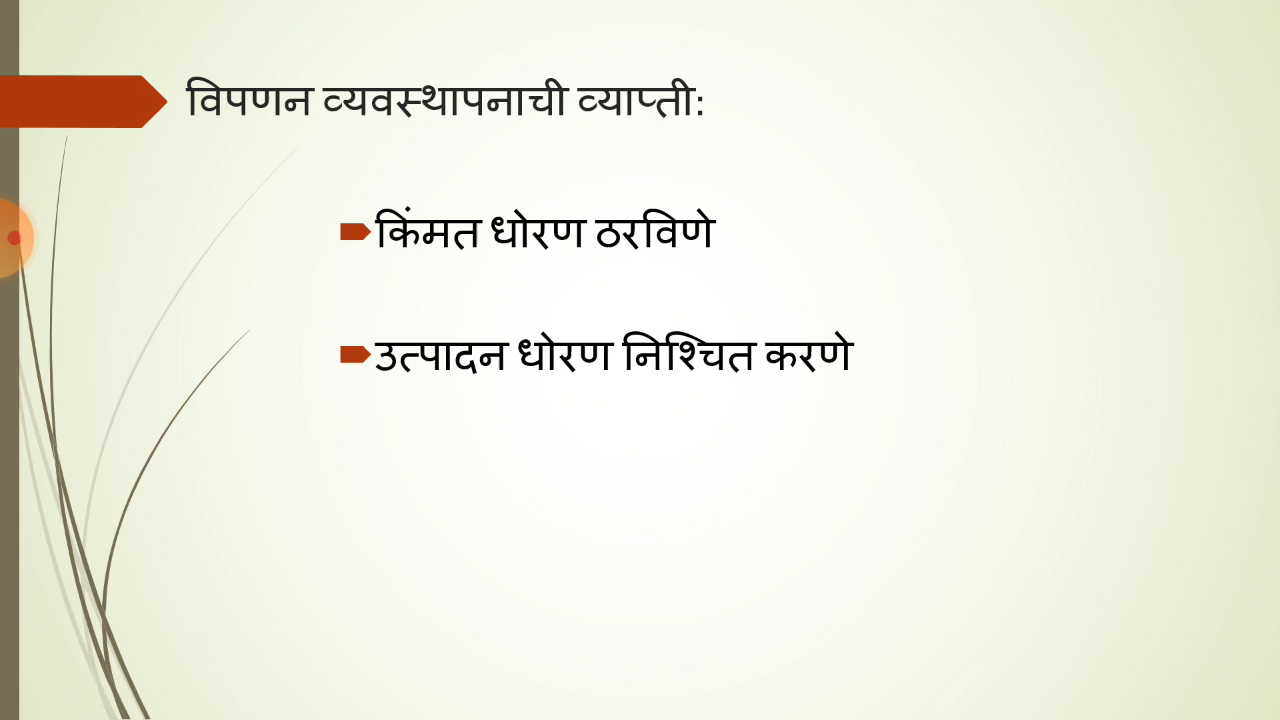 विपणन व्यवस्थापनाची व्याप्ती:
किंमत धोरण ठरविणे
उत्पादन धोरण निश्चित करणे